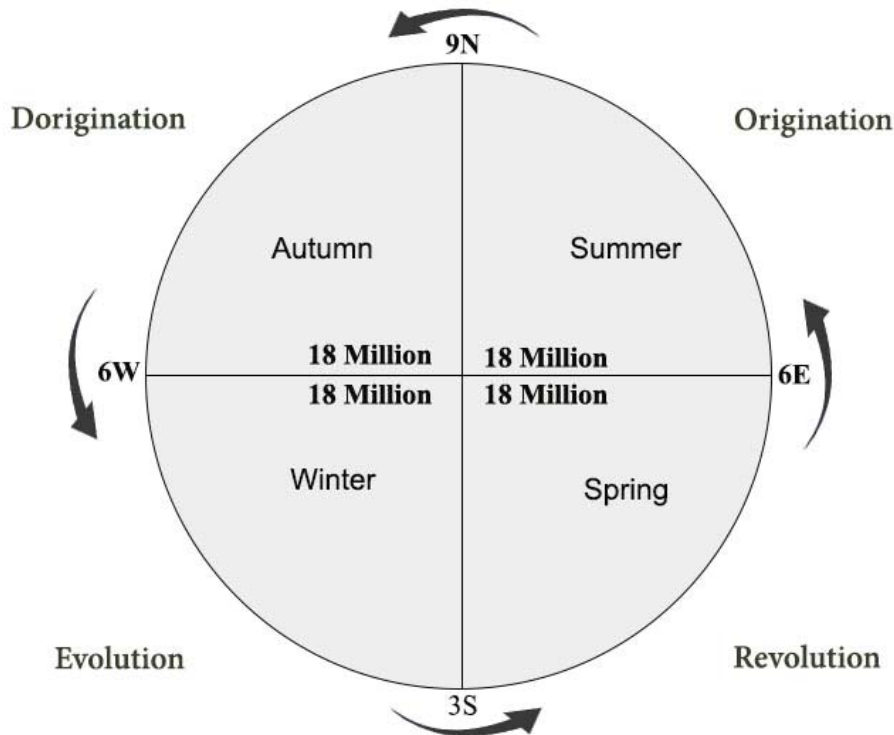 9N
Dorigination
Origination
Autumn
Summer
18 Million
18 Million
6W
6E
18 Million
18 Million
Winter
Spring
Evolution
Revolution
3S